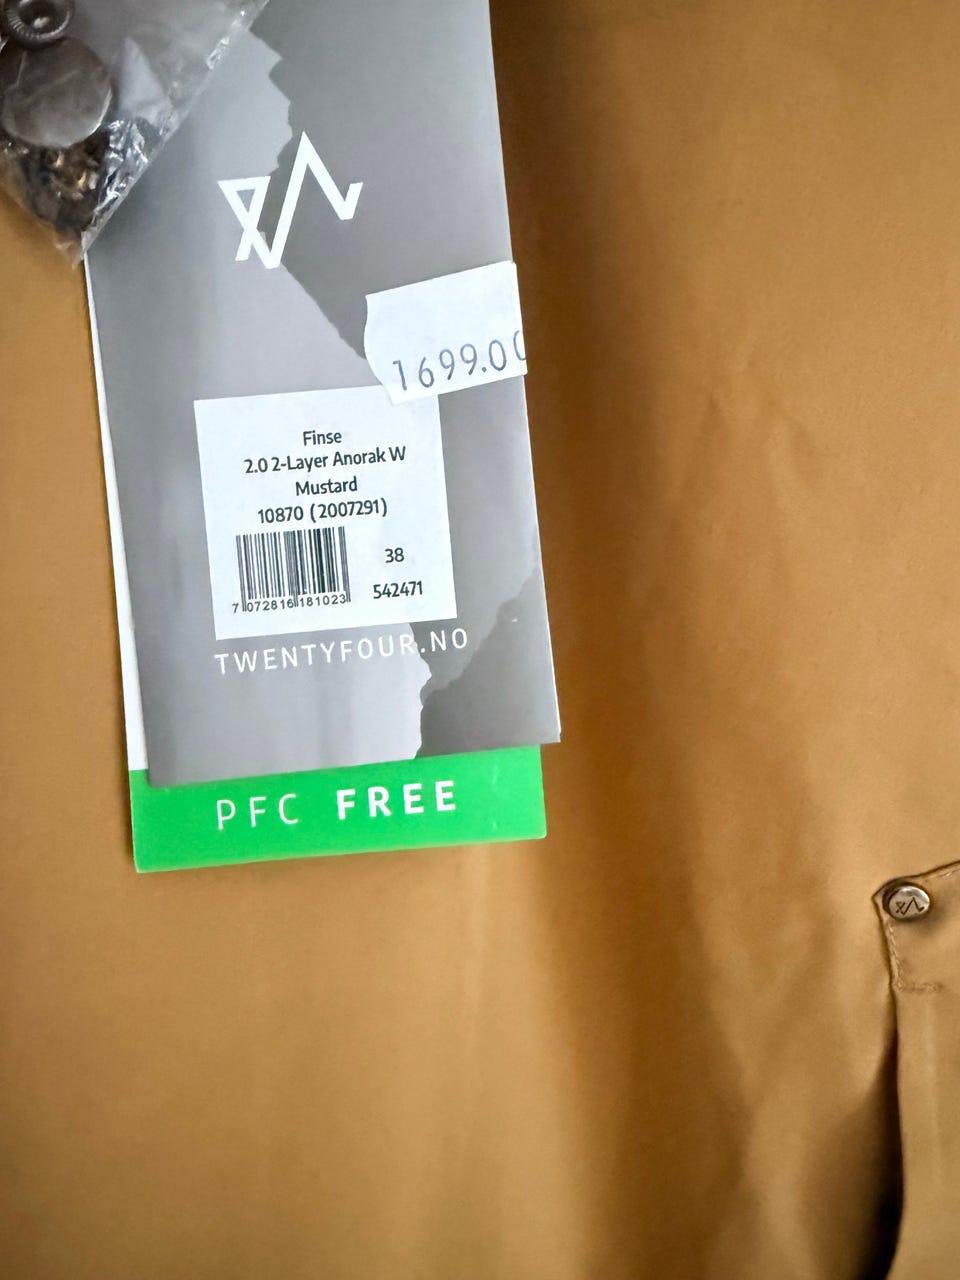 1699.00
Finse
2.0 2-Layer Anorak W
Mustard
10870 (2007291)
38
7 072816 181023
542471
TWENTYFOUR.NO
PFC FREE